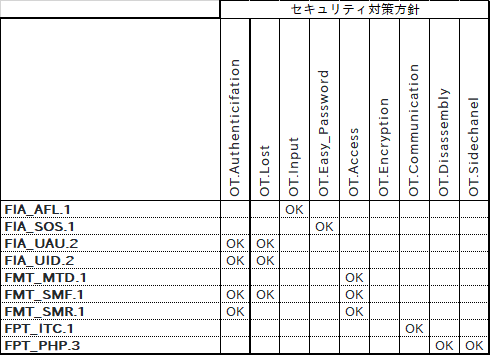 セキュリティ対策方針
OT.Authenticifation
OT.Lost
OT.Input
OT.Easy_Password
OT.Access
OT.Encryption
OT.Communication
OT.Disassembly
OT.Sidechanel
FIA_AFL.1 OK
FIA_SOS.1 OK
FIA_UAU.2 OK OK
FIA_UID.2 OK OK
FMT_MTD.1 OK
FMT_SMF.1 OK OK OK
FMT_SMR.1 OK OK
FPT_ITC.1 OK
FPT_PHP.3 OK OK